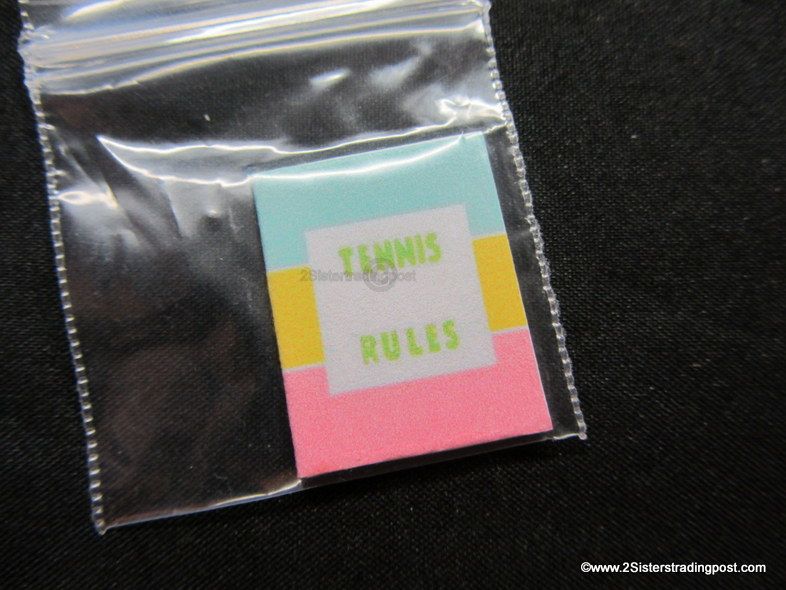 TENNIS
2Sisterstradingpost
RULES
©www.2Sisterstradingpost.com